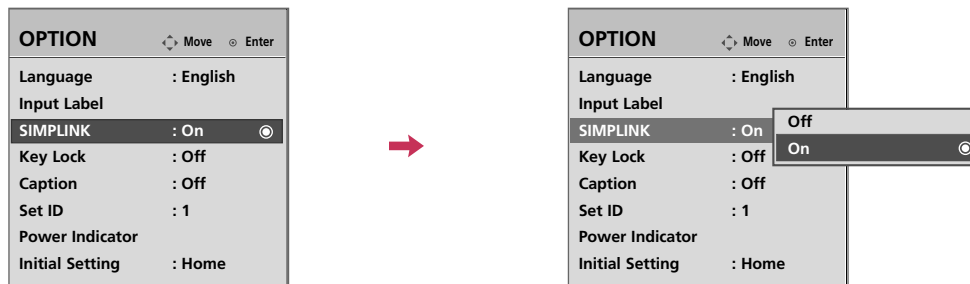 OPTION Move Enter
Language : English
Input Label
SIMPLINK : On
Key Lock : Off
Caption : Off
Set ID : 1
Power Indicator
Initial Setting : Home
OPTION Move Enter
Language : English
Input Label
SIMPLINK : On
Key Lock : Off
Caption : Off
Set ID : 1
Power Indicator
Initial Setting : Home
Off
On